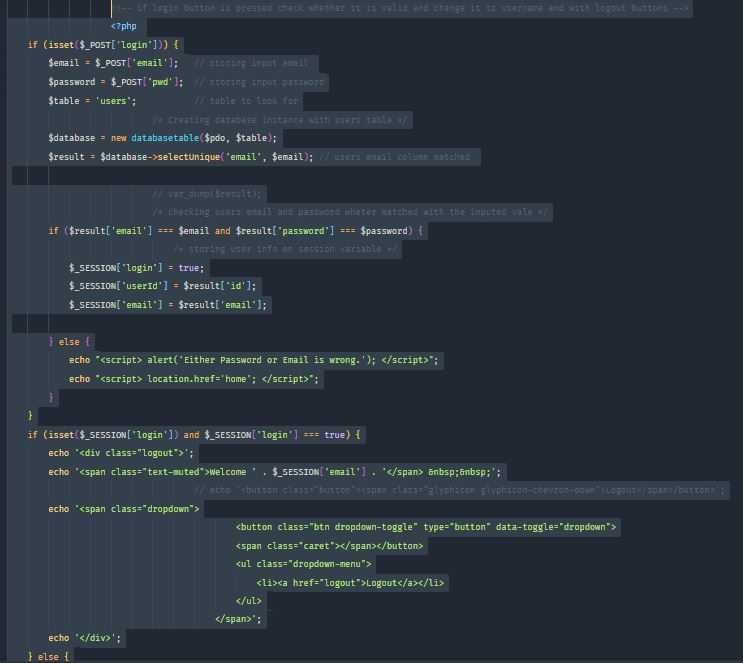 <!-- if login button is pressed check whether it is valid and change it to username and with logout buttons -->
<?php
if (isset($_POST['login'])) {
$email = $_POST['email']; // storing input email
$password = $_POST['pwd']; // storing input password
$table = 'users'; // table to look for
/* Creating database instance with users table */
$database = new databasetable($pdo, $table);
$result = $database->selectUnique('email', $email); // users email column matched
// var_dump($result);
/* checking users email and password wheter matched with the inputed vale */
if ($result['email'] === $email and $result['password'] === $password) {
/* storing user info on session variable */
$_SESSION['login'] = true;
$_SESSION['userId'] = $result['id'];
$_SESSION['email'] = $result['email'];
} else {
echo "<script> alert('Either Password or Email is wrong.'); </script>";
echo "<script> location.href='home'; </script>";
}
}
if (isset($_SESSION['login']) and $_SESSION['login'] === true) {
echo '<div class="logout">';
echo '<span class="text-muted">Welcome ' . $_SESSION['email'] . '</span> &nbsp;&nbsp;';
// echo '<button class="button"><span class="glyphicon glyphicon-chevron-down">Logout</span></button>';
echo '<span class="dropdown">
<button class="btn dropdown-toggle" type="button" data-toggle="dropdown">
<span class="caret"></span></button>
<ul class="dropdown-menu">
<li><a href="logout">Logout</a></li>
</ul>
</span>';
echo '</div>';
} else {